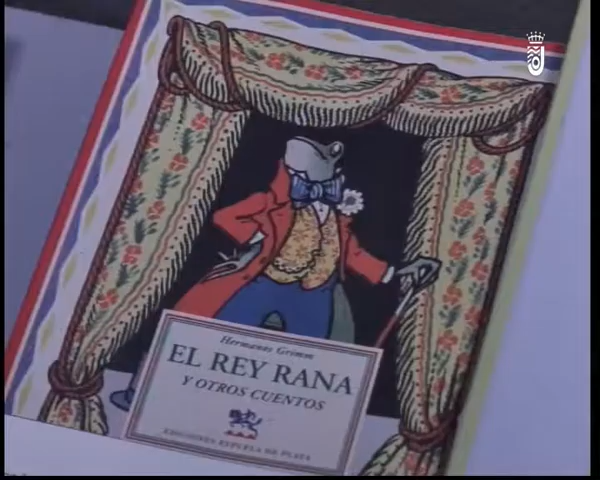 Hermanos Grimm
EL REY RANA
Y OTROS CUENTOS
EDICIONES ESPUELA DE PLATA